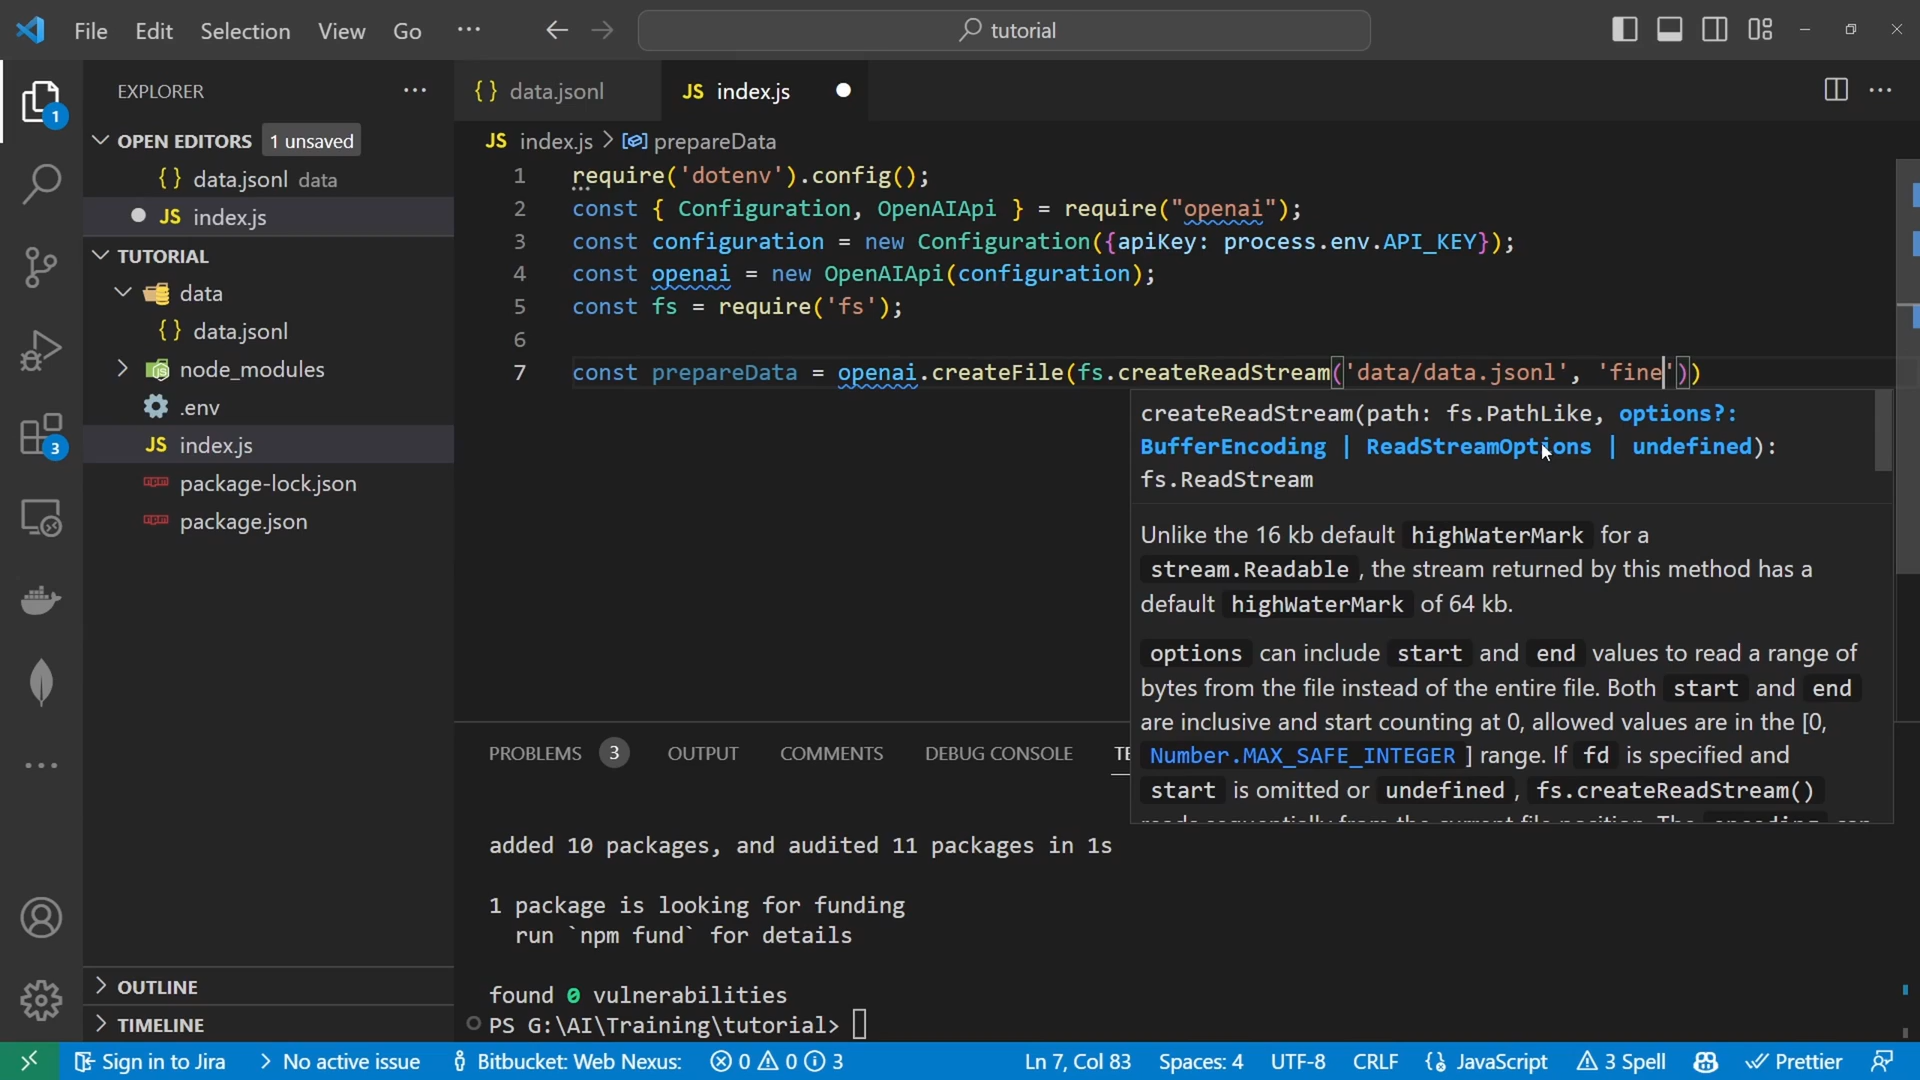 File Edit Selection View Go ··· tutorial
EXPLORER ···
OPEN EDITORS 1 unsaved
{ } data.jsonl data
JS index.js
TUTORIAL
data
{ } data.jsonl
node_modules
.env
JS index.js
package-lock.json
package.json
OUTLINE
TIMELINE
1
3
{ } data.jsonl JS index.js
JS index.js > prepareData
1 require('dotenv').config();
2 const { Configuration, OpenAIApi } = require("openai");
3 const configuration = new Configuration({apiKey: process.env.API_KEY});
4 const openai = new OpenAIApi(configuration);
5 const fs = require('fs');
6
7 const prepareData = openai.createFile(fs.createReadStream('data/data.jsonl', 'fine'))
createReadStream(path: fs.PathLike, options?:
BufferEncoding | ReadStreamOptions | undefined):
fs.ReadStream
Unlike the 16 kb default highWaterMark for a
stream.Readable , the stream returned by this method has a
default highWaterMark of 64 kb.
options can include start and end values to read a range of
bytes from the file instead of the entire file. Both start and end
are inclusive and start counting at 0, allowed values are in the [0,
Number.MAX_SAFE_INTEGER ] range. If fd is specified and
start is omitted or undefined , fs.createReadStream()
PROBLEMS 3 OUTPUT COMMENTS DEBUG CONSOLE TE
added 10 packages, and audited 11 packages in 1s
1 package is looking for funding
run `npm fund` for details
found 0 vulnerabilities
PS G:\AI\Training\tutorial>
Sign in to Jira No active issue Bitbucket: Web Nexus: 0 0 3 Ln 7, Col 83 Spaces: 4 UTF-8 CRLF { } JavaScript 3 Spell Prettier